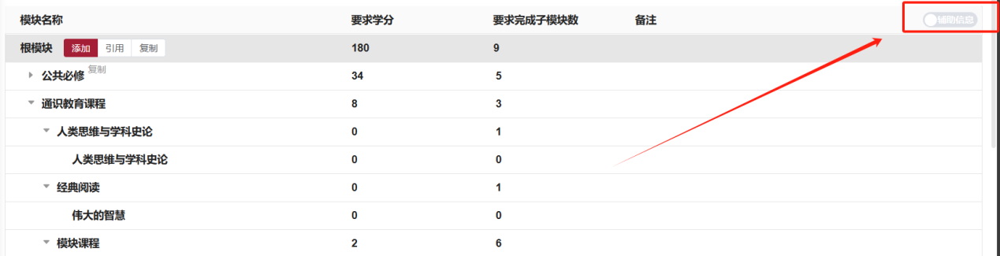 模块名称 要求学分 要求完成子模块数 备注 辅助信息
根模块 添加 引用 复制 180 9
公共必修 复制 34 5
通识教育课程 8 3
人类思维与学科史论 0 1
人类思维与学科史论 0 0
经典阅读 0 1
伟大的智慧 0 0
模块课程 2 6